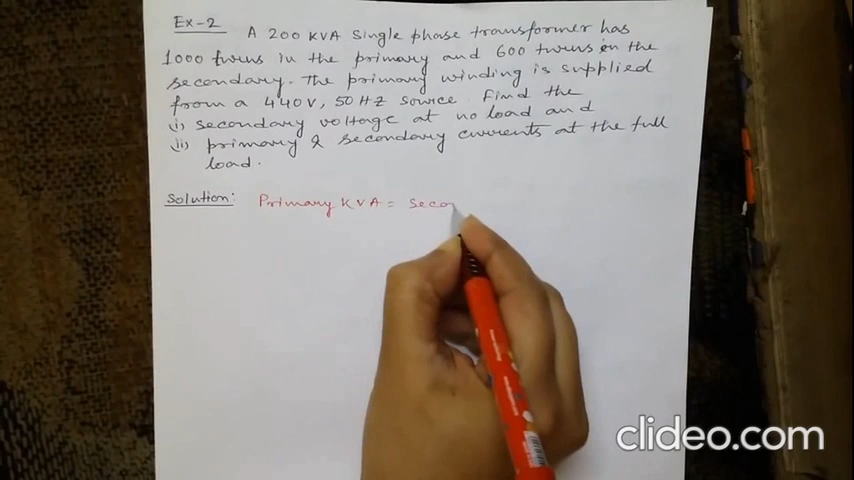 Ex-2 A 200 KVA Single phase transformer has
1000 turns in the primary and 600 turns in the
secondary. The primary winding is supplied
from a 440V, 50HZ source. Find the
(i) secondary voltage at no load and
(ii) primary & secondary currents at the full
load.
Solution: Primary KVA = Seco
clideo.com